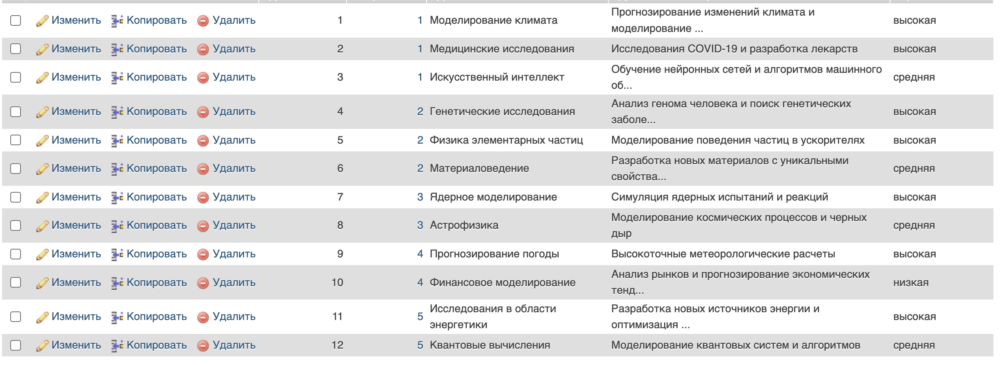 Изменить Копировать Удалить 1 1 Моделирование климата Прогнозирование изменений климата и
моделирование ... высокая
Изменить Копировать Удалить 2 1 Медицинские исследования Исследования COVID-19 и разработка лекарств высокая
Изменить Копировать Удалить 3 1 Искусственный интеллект Обучение нейронных сетей и алгоритмов машинного
об... средняя
Изменить Копировать Удалить 4 2 Генетические исследования Анализ генома человека и поиск генетических
заболе... высокая
Изменить Копировать Удалить 5 2 Физика элементарных частиц Моделирование поведения частиц в ускорителях высокая
Изменить Копировать Удалить 6 2 Материаловедение Разработка новых материалов с уникальными
свойства... средняя
Изменить Копировать Удалить 7 3 Ядерное моделирование Симуляция ядерных испытаний и реакций высокая
Изменить Копировать Удалить 8 3 Астрофизика Моделирование космических процессов и черных
дыр средняя
Изменить Копировать Удалить 9 4 Прогнозирование погоды Высокоточные метеорологические расчеты высокая
Изменить Копировать Удалить 10 4 Финансовое моделирование Анализ рынков и прогнозирование экономических
тенд... низкая
Изменить Копировать Удалить 11 5 Исследования в области
энергетики Разработка новых источников энергии и
оптимизация ... высокая
Изменить Копировать Удалить 12 5 Квантовые вычисления Моделирование квантовых систем и алгоритмов средняя